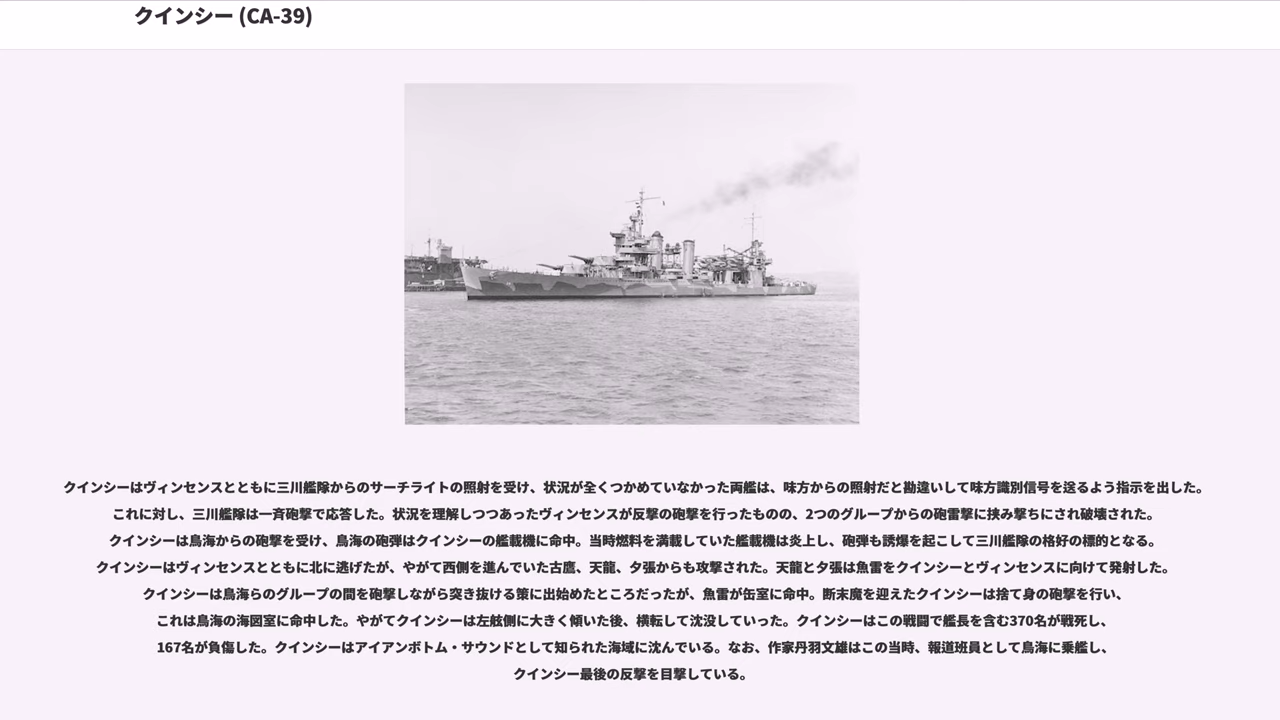 クインシー (CA-39)
クインシーはヴィンセンスとともに三川艦隊からのサーチライトの照射を受け、状況が全くつかめていなかった両艦は、味方からの照射だと勘違いして味方識別信号を送るよう指示を出した。
これに対し、三川艦隊は一斉砲撃で応答した。状況を理解しつつあったヴィンセンスが反撃の砲撃を行ったものの、2つのグループからの砲雷撃に挟み撃ちにされ破壊された。
クインシーは鳥海からの砲撃を受け、鳥海の砲弾はクインシーの艦載機に命中。当時燃料を満載していた艦載機は炎上し、砲弾も誘爆を起こして三川艦隊の格好の標的となる。
クインシーはヴィンセンスとともに北に逃げたが、やがて西側を進んでいた古鷹、天龍、夕張からも攻撃された。天龍と夕張は魚雷をクインシーとヴィンセンスに向けて発射した。
クインシーは鳥海らのグループの間を砲撃しながら突き抜ける策に出始めたところだったが、魚雷が缶室に命中。断末魔を迎えたクインシーは捨て身の砲撃を行い、
これは鳥海の海図室に命中した。やがてクインシーは左舷側に大きく傾いた後、横転して沈没していった。クインシーはこの戦闘で艦長を含む370名が戦死し、
167名が負傷した。クインシーはアイアンボトム・サウンドとして知られた海域に沈んでいる。なお、作家丹羽文雄はこの当時、報道班員として鳥海に乗艦し、
クインシー最後の反撃を目撃している。